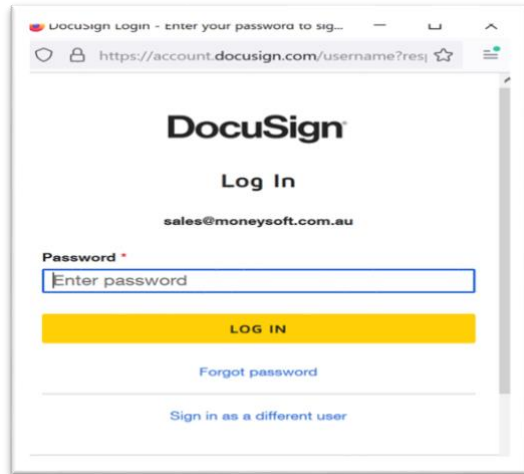 DocuSign Login - Enter your password to sig...
https://account.docusign.com/username?resp
DocuSign
Log In
sales@moneysoft.com.au
Password *
Enter password
LOG IN
Forgot password
Sign in as a different user